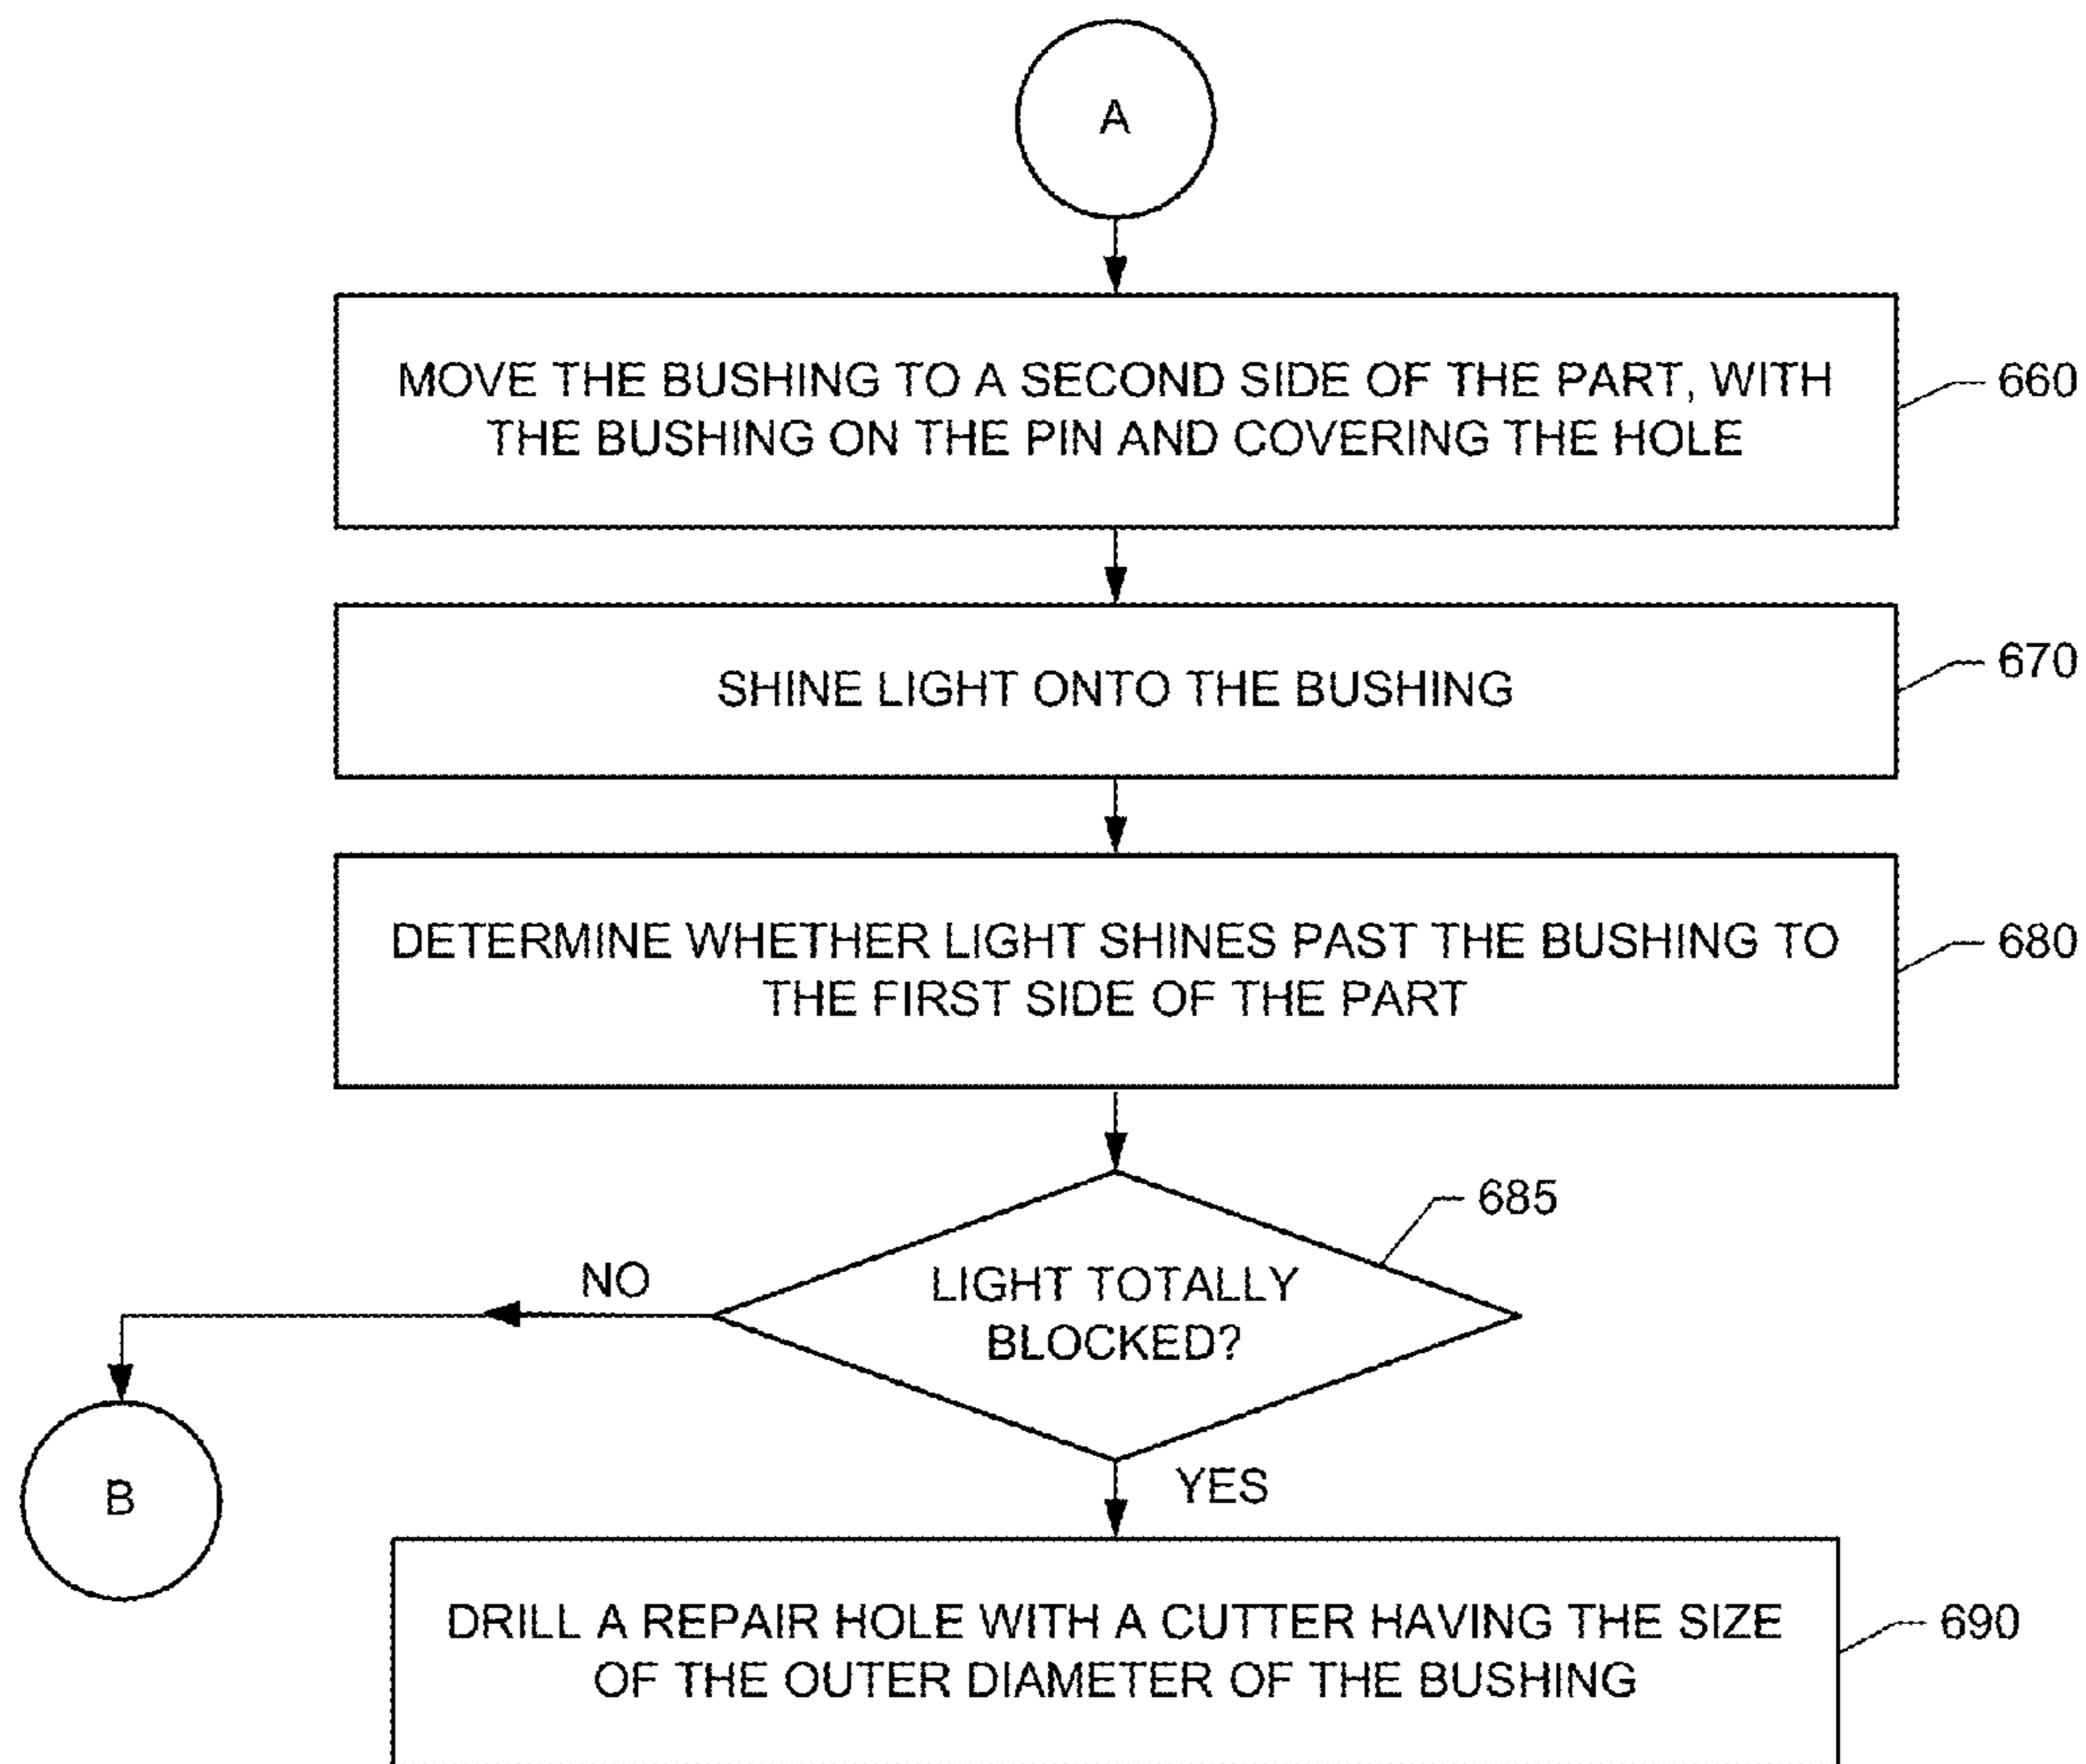 A
MOVE THE BUSHING TO A SECOND SIDE OF THE PART, WITH
THE BUSHING ON THE PIN AND COVERING THE HOLE
660
SHINE LIGHT ONTO THE BUSHING
670
DETERMINE WHETHER LIGHT SHINES PAST THE BUSHING TO
THE FIRST SIDE OF THE PART
680
685
LIGHT TOTALLY
BLOCKED?
NO
B
YES
DRILL A REPAIR HOLE WITH A CUTTER HAVING THE SIZE
OF THE OUTER DIAMETER OF THE BUSHING
690